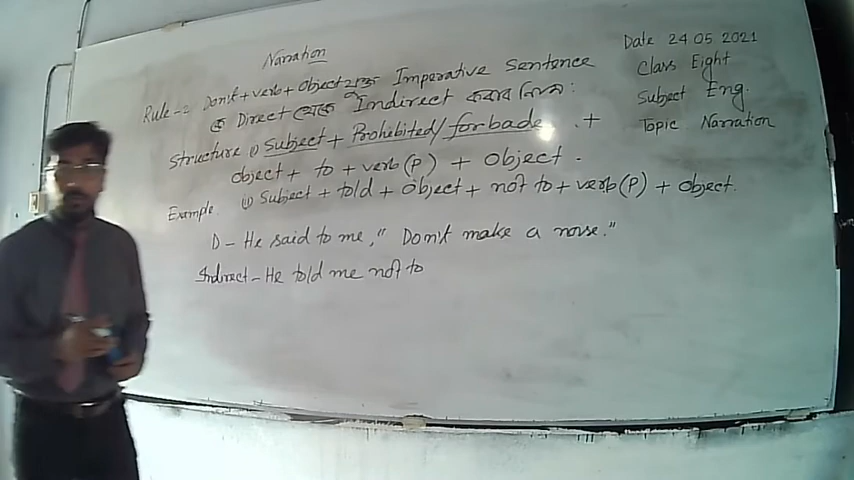 Narration
Date 24 05 2021
Class Eight
Subject Eng.
Topic Narration
Rule-2 Don't + verb + Object যুক্ত Imperative Sentence
কে Direct থেকে Indirect করার নিয়ম:
Structure (i) Subject + Prohibited/forbade +
object + to + verb (P) + Object.
(ii) Subject + told + object + not to + verb (P) + object.
Example.
D - He said to me, " Don't make a noise."
Indirect - He told me not to